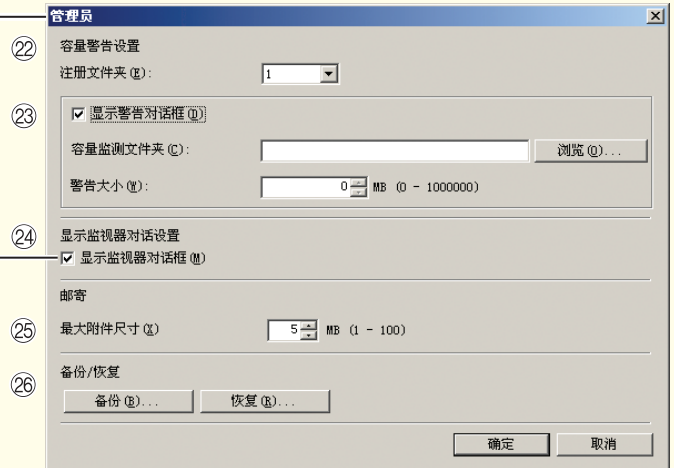 管理员
㉒ 容量警告设置
注册文件夹(E): 1
㉓ 显示警告对话框(D)
容量监测文件夹(C): 浏览(O)...
警告大小(W): 0 MB (0 - 1000000)
㉔ 显示监视器对话设置
显示监视器对话框(M)
邮寄
㉕ 最大附件尺寸(X) 5 MB (1 - 100)
㉖ 备份/恢复
备份(B)... 恢复(R)...
确定 取消